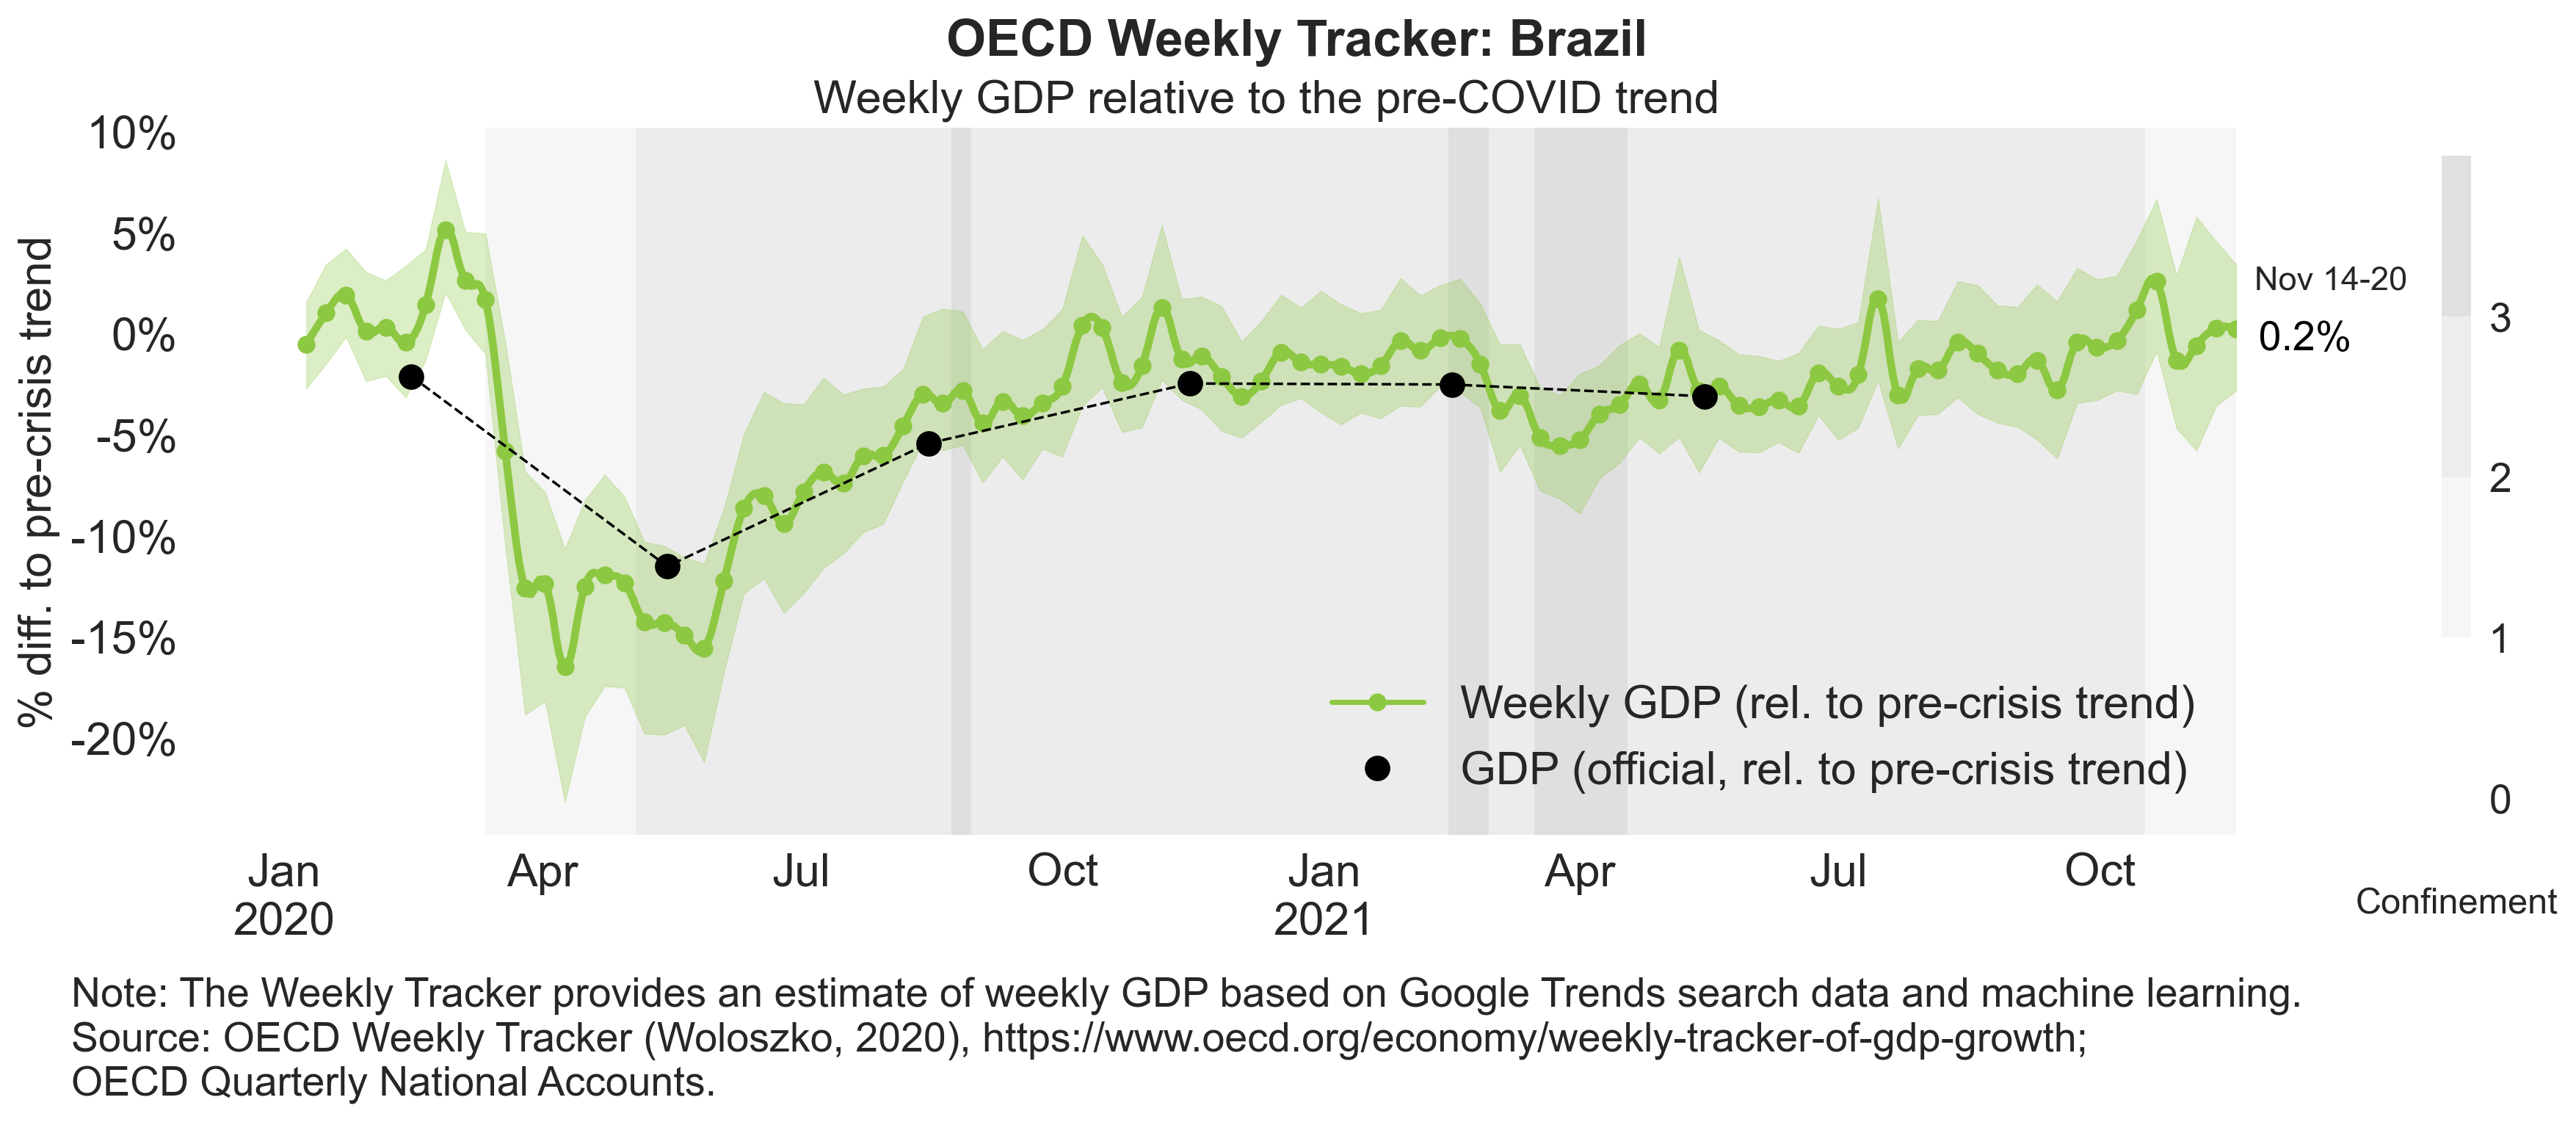 OECD Weekly Tracker: Brazil
Weekly GDP relative to the pre-COVID trend
% diff. to pre-crisis trend
10%
5%
0%
-5%
-10%
-15%
-20%
Nov 14-20
0.2%
Weekly GDP (rel. to pre-crisis trend)
GDP (official, rel. to pre-crisis trend)
3
2
1
0
Confinement
Jan Apr Jul Oct Jan Apr Jul Oct
2020 2021
Note: The Weekly Tracker provides an estimate of weekly GDP based on Google Trends search data and machine learning.
Source: OECD Weekly Tracker (Woloszko, 2020), https://www.oecd.org/economy/weekly-tracker-of-gdp-growth;
OECD Quarterly National Accounts.